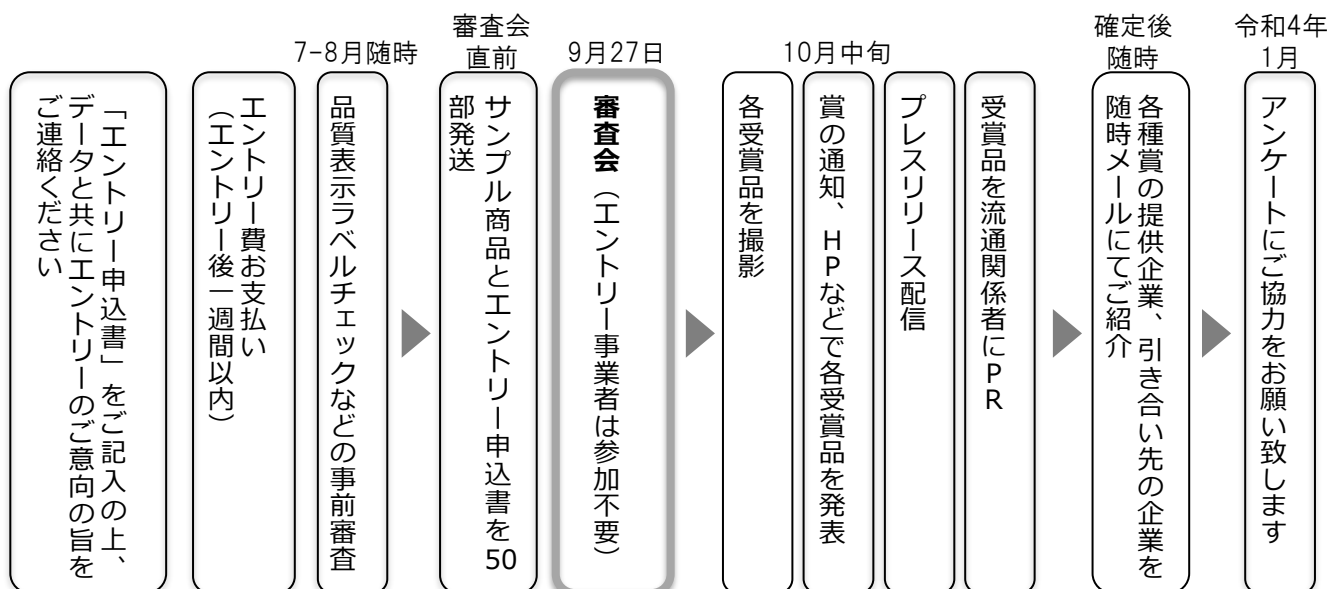 「エントリー申込書」をご記入の上、
データと共にエントリーのご意向の旨を
ご連絡ください
エントリー費お支払い
（エントリー後一週間以内）
7-8月随時
品質表示ラベルチェックなどの事前審査
審査会
直前
サンプル商品とエントリー申込書を50
部発送
9月27日
審査会（エントリー事業者は参加不要）
10月中旬
各受賞品を撮影
賞の通知、HPなどで各受賞品を発表
プレスリリース配信
受賞品を流通関係者にPR
確定後
随時
各種賞の提供企業、引き合い先の企業を
随時メールにてご紹介
令和4年
1月
アンケートにご協力をお願い致します